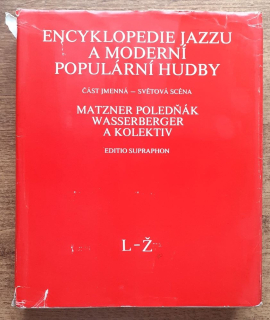 ENCYKLOPEDIE JAZZU
A MODERNÍ
POPULÁRNÍ HUDBY
ČÁST JMENNÁ — SVĚTOVÁ SCÉNA
MATZNER POLEDŇÁK
WASSERBERGER
A KOLEKTIV
EDITIO SUPRAPHON
L-Ž